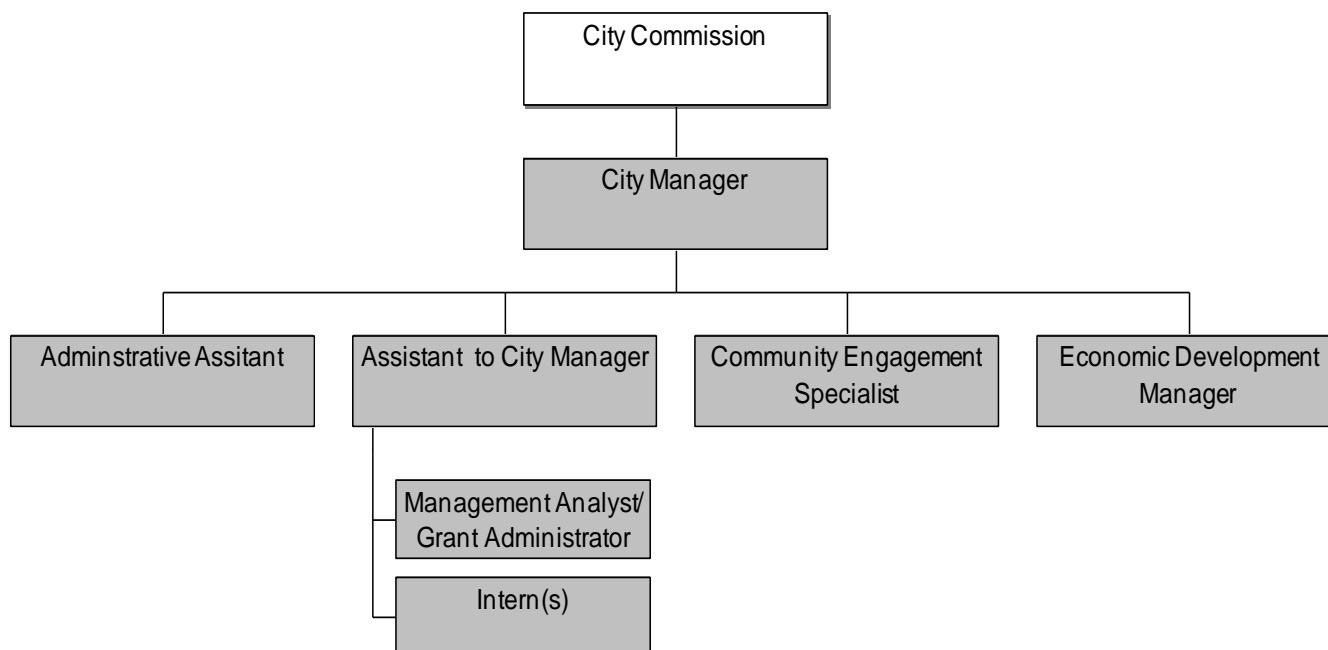 City Commission
City Manager
Adminstrative Assitant
Assistant to City Manager
Community Engagement
Specialist
Economic Development
Manager
Management Analyst/
Grant Administrator
Intern(s)